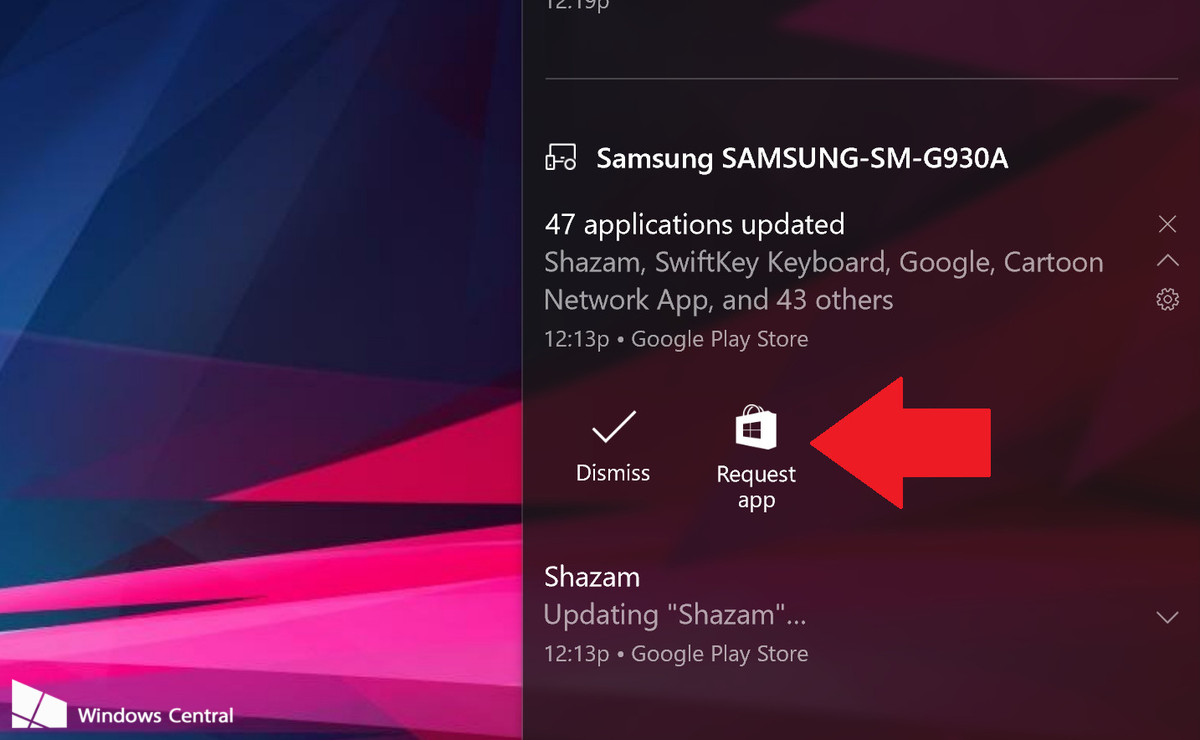 12:19p
Samsung SAMSUNG-SM-G930A
47 applications updated
Shazam, SwiftKey Keyboard, Google, Cartoon
Network App, and 43 others
12:13p • Google Play Store
Dismiss
Request
app
Shazam
Updating "Shazam"...
12:13p • Google Play Store
Windows Central